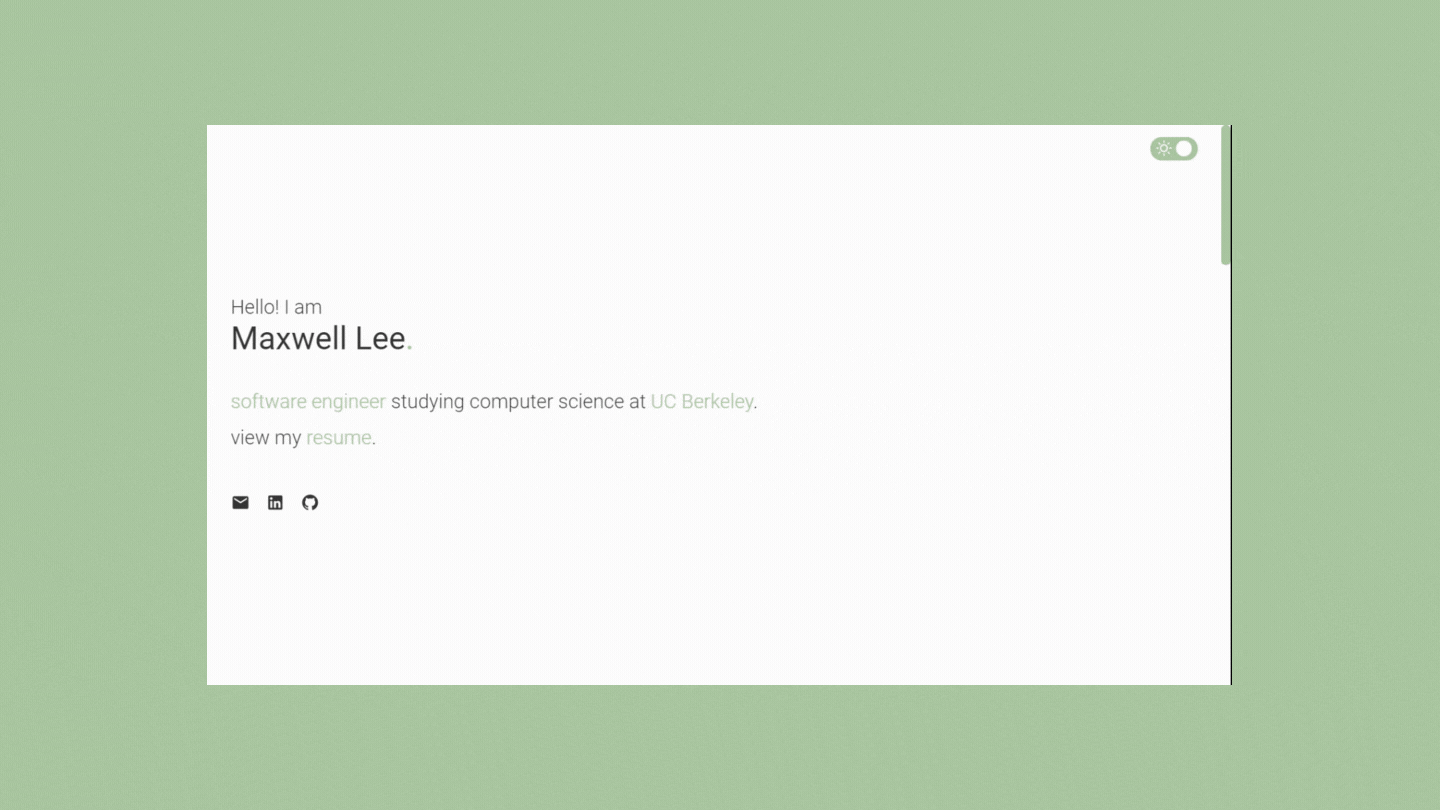 Hello! I am
Maxwell Lee.
software engineer studying computer science at UC Berkeley.
view my resume.